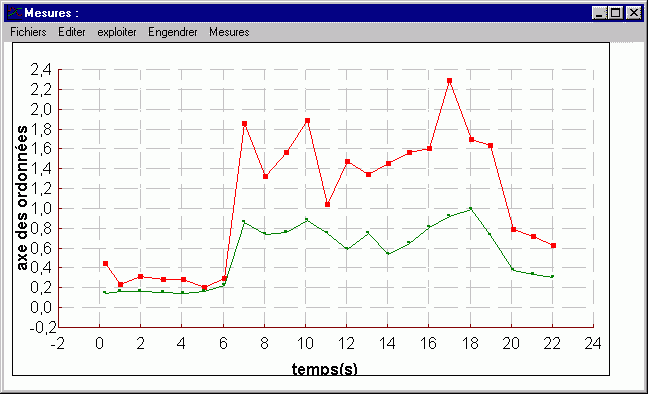 Mesures :
Fichiers Editer exploiter Engendrer Mesures
2,4
2,2
2,0
1,8
1,6
1,4
1,2
1,0
0,8
0,6
0,4
0,2
0,0
-0,2
axe des ordonnées
-2 0 2 4 6 8 10 12 14 16 18 20 22 24
temps(s)